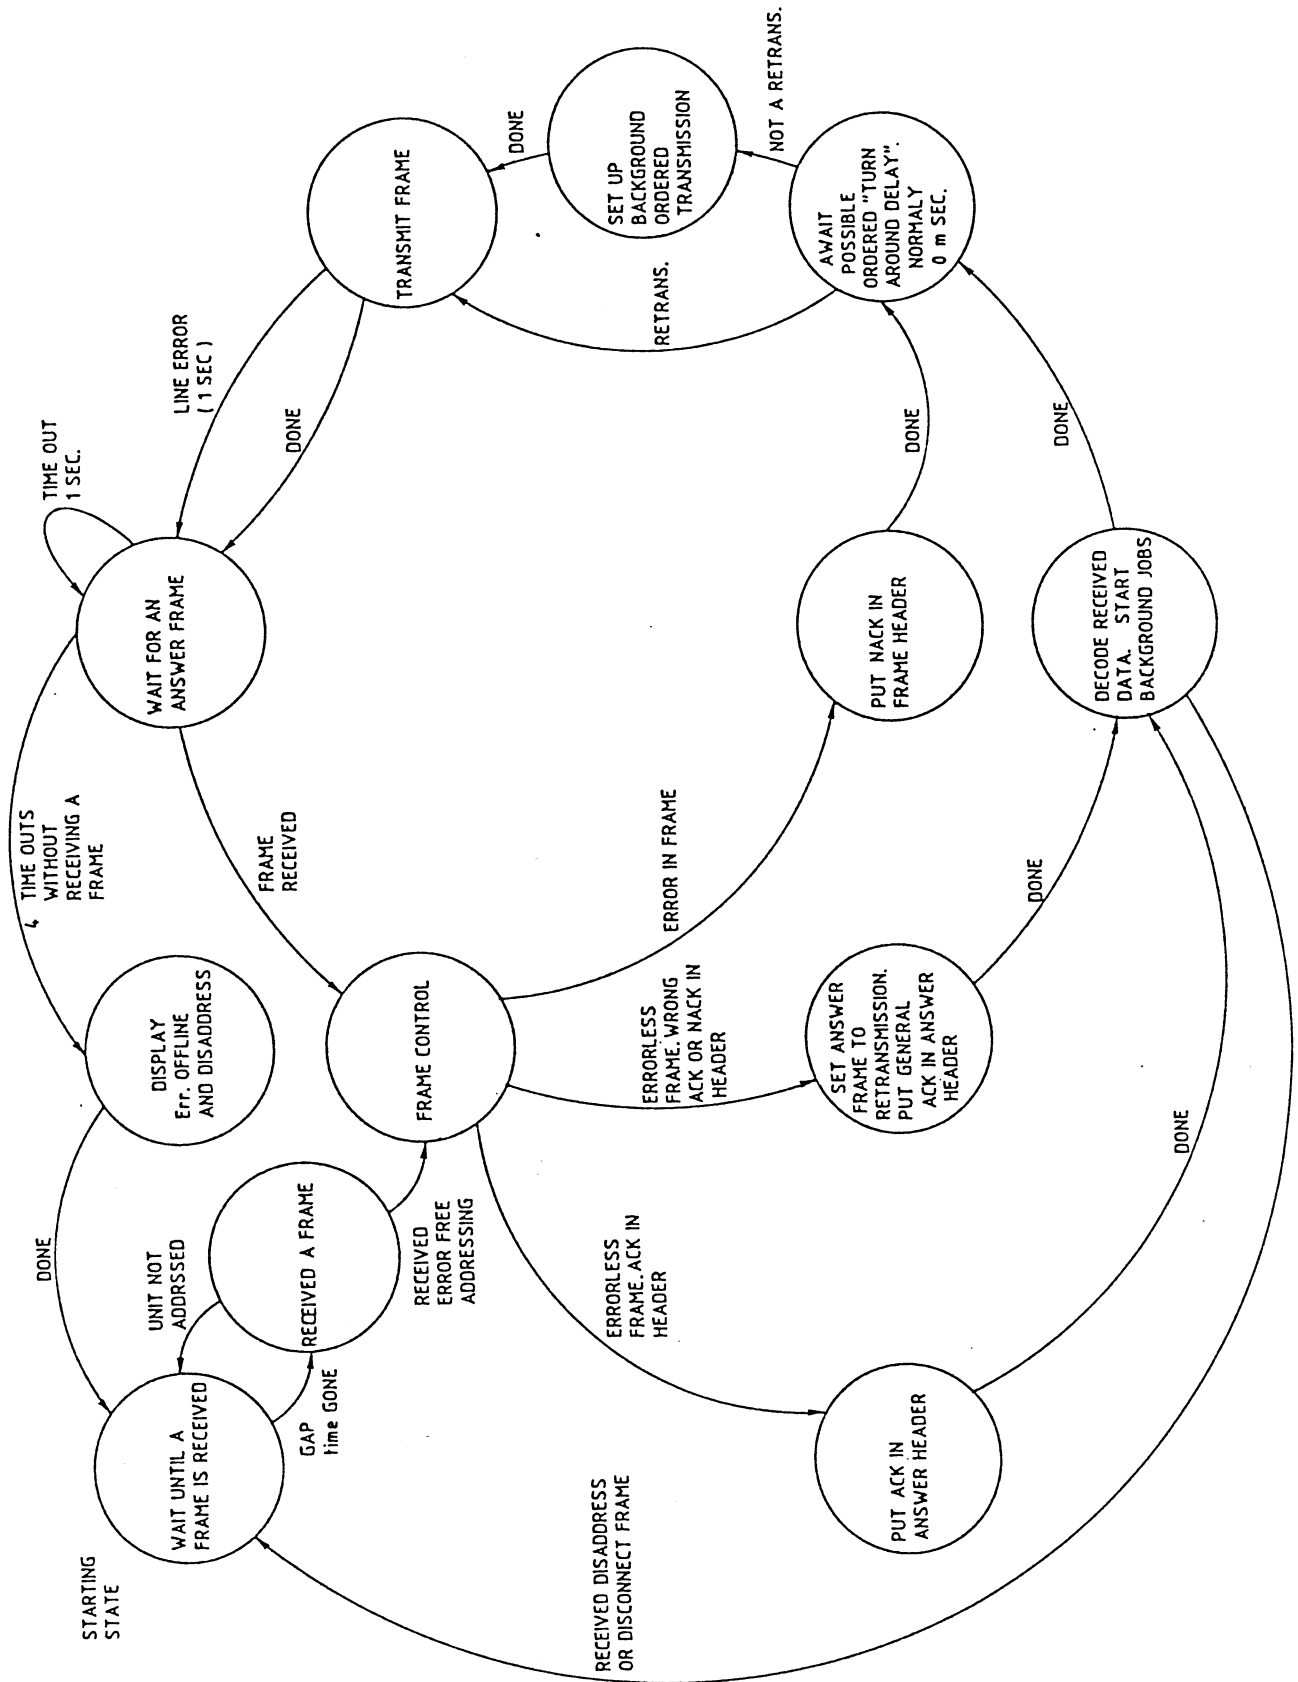 STARTING
STATE
WAIT UNTIL A
FRAME IS RECEIVED
GAP
time GONE
UNIT NOT
ADDRSSED
RECEIVED A FRAME
RECEIVED
ERROR FREE
ADDRESSING
DONE
DISPLAY
Err. OFFLINE
AND DISADDRESS
4 TIME OUTS
WITHOUT
RECEIVING A
FRAME
WAIT FOR AN
ANSWER FRAME
TIME OUT
1 SEC.
LINE ERROR
(1 SEC)
DONE
TRANSMIT FRAME
DONE
SET UP
BACKGROUND
ORDERED
TRANSMISSION
NOT A RETRANS.
RETRANS.
AWAIT
POSSIBLE
ORDERED "TURN
AROUND DELAY".
NORMALY
0 m SEC.
FRAME
RECEIVED
FRAME CONTROL
ERROR IN FRAME
PUT NACK IN
FRAME HEADER
DONE
ERRORLESS
FRAME. WRONG
ACK OR NACK IN
HEADER
SET ANSWER
FRAME TO
RETRANSMISSION.
PUT GENERAL
ACK IN ANSWER
HEADER
DONE
DECODE RECEIVED
DATA. START
BACKGROUND JOBS
DONE
ERRORLESS
FRAME. ACK IN
HEADER
PUT ACK IN
ANSWER HEADER
DONE
RECEIVED DISADDRESS
OR DISCONNECT FRAME